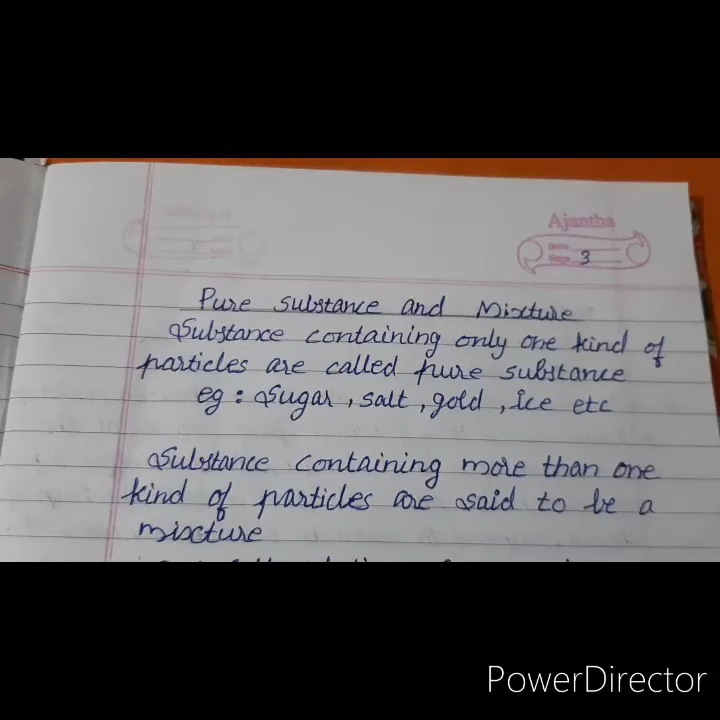 Ajantha
Page 3
Pure substance and Mixture
Substance containing only one kind of
particles are called pure substance
eg : Sugar, salt, gold, ice etc
Substance containing more than one
kind of particles are said to be a
mixture
PowerDirector